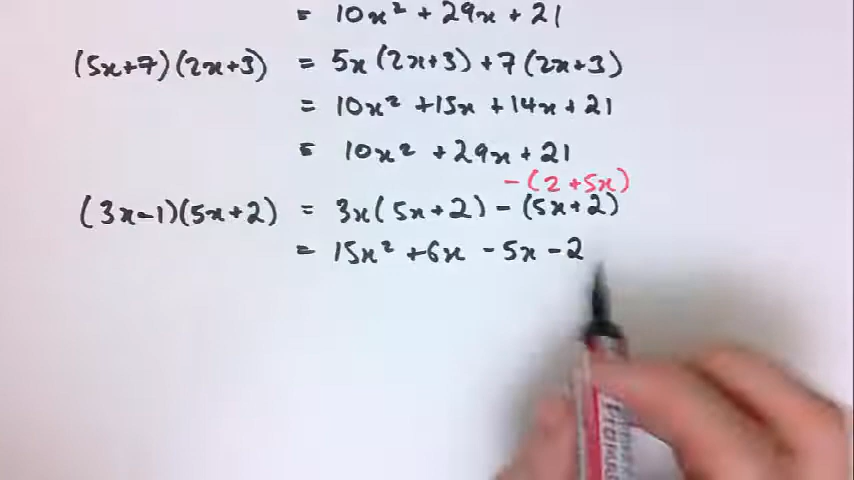 = 10x² + 29x + 21
(5x+7)(2x+3) = 5x(2x+3) + 7(2x+3)
= 10x² + 15x + 14x + 21
= 10x² + 29x + 21
-(2 + 5x)
(3x-1)(5x+2) = 3x(5x+2) - (5x+2)
= 15x² + 6x - 5x - 2